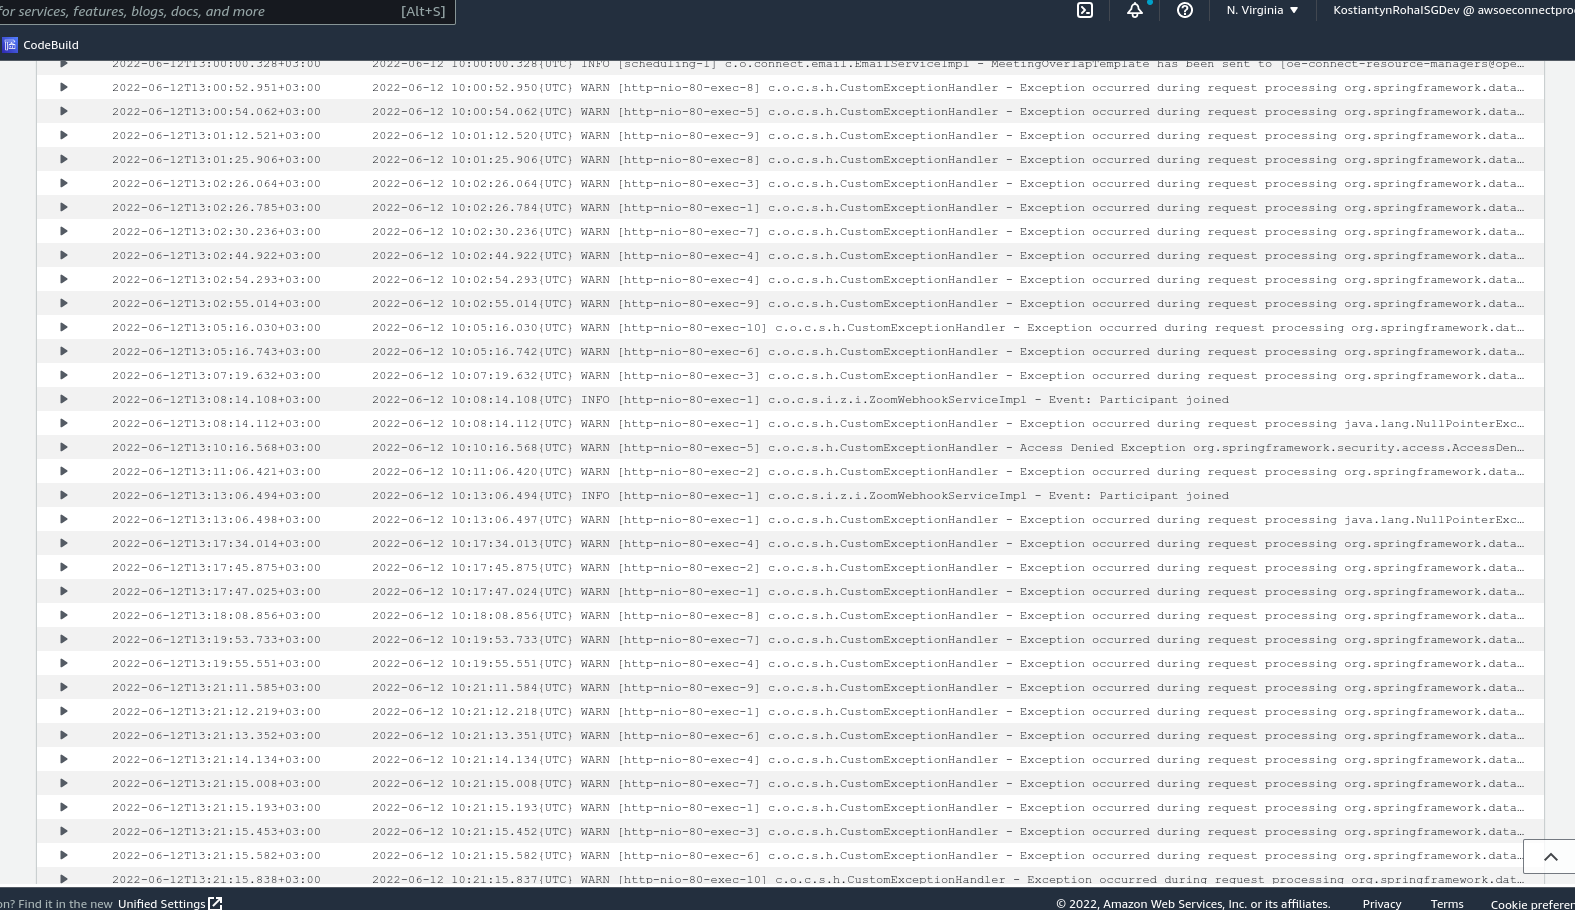 for services, features, blogs, docs, and more [Alt+S] N. Virginia KostiantynRohaISGDev @ awsoeconnectpro
CodeBuild
2022-06-12T13:00:00.328+03:00 2022-06-12 10:00:00.328{UTC} INFO [scheduling-1] c.o.connect.email.EmailServiceImpl - MeetingOverlapTemplate has been sent to [oe-connect-resource-managers@ope…
2022-06-12T13:00:52.951+03:00 2022-06-12 10:00:52.950{UTC} WARN [http-nio-80-exec-8] c.o.c.s.h.CustomExceptionHandler - Exception occurred during request processing org.springframework.data…
2022-06-12T13:00:54.062+03:00 2022-06-12 10:00:54.062{UTC} WARN [http-nio-80-exec-5] c.o.c.s.h.CustomExceptionHandler - Exception occurred during request processing org.springframework.data…
2022-06-12T13:01:12.521+03:00 2022-06-12 10:01:12.520{UTC} WARN [http-nio-80-exec-9] c.o.c.s.h.CustomExceptionHandler - Exception occurred during request processing org.springframework.data…
2022-06-12T13:01:25.906+03:00 2022-06-12 10:01:25.906{UTC} WARN [http-nio-80-exec-8] c.o.c.s.h.CustomExceptionHandler - Exception occurred during request processing org.springframework.data…
2022-06-12T13:02:26.064+03:00 2022-06-12 10:02:26.064{UTC} WARN [http-nio-80-exec-3] c.o.c.s.h.CustomExceptionHandler - Exception occurred during request processing org.springframework.data…
2022-06-12T13:02:26.785+03:00 2022-06-12 10:02:26.784{UTC} WARN [http-nio-80-exec-1] c.o.c.s.h.CustomExceptionHandler - Exception occurred during request processing org.springframework.data…
2022-06-12T13:02:30.236+03:00 2022-06-12 10:02:30.236{UTC} WARN [http-nio-80-exec-7] c.o.c.s.h.CustomExceptionHandler - Exception occurred during request processing org.springframework.data…
2022-06-12T13:02:44.922+03:00 2022-06-12 10:02:44.922{UTC} WARN [http-nio-80-exec-4] c.o.c.s.h.CustomExceptionHandler - Exception occurred during request processing org.springframework.data…
2022-06-12T13:02:54.293+03:00 2022-06-12 10:02:54.293{UTC} WARN [http-nio-80-exec-4] c.o.c.s.h.CustomExceptionHandler - Exception occurred during request processing org.springframework.data…
2022-06-12T13:02:55.014+03:00 2022-06-12 10:02:55.014{UTC} WARN [http-nio-80-exec-9] c.o.c.s.h.CustomExceptionHandler - Exception occurred during request processing org.springframework.data…
2022-06-12T13:05:16.030+03:00 2022-06-12 10:05:16.030{UTC} WARN [http-nio-80-exec-10] c.o.c.s.h.CustomExceptionHandler - Exception occurred during request processing org.springframework.dat…
2022-06-12T13:05:16.743+03:00 2022-06-12 10:05:16.742{UTC} WARN [http-nio-80-exec-6] c.o.c.s.h.CustomExceptionHandler - Exception occurred during request processing org.springframework.data…
2022-06-12T13:07:19.632+03:00 2022-06-12 10:07:19.632{UTC} WARN [http-nio-80-exec-3] c.o.c.s.h.CustomExceptionHandler - Exception occurred during request processing org.springframework.data…
2022-06-12T13:08:14.108+03:00 2022-06-12 10:08:14.108{UTC} INFO [http-nio-80-exec-1] c.o.c.s.i.z.i.ZoomWebhookServiceImpl - Event: Participant joined
2022-06-12T13:08:14.112+03:00 2022-06-12 10:08:14.112{UTC} WARN [http-nio-80-exec-1] c.o.c.s.h.CustomExceptionHandler - Exception occurred during request processing java.lang.NullPointerExc…
2022-06-12T13:10:16.568+03:00 2022-06-12 10:10:16.568{UTC} WARN [http-nio-80-exec-5] c.o.c.s.h.CustomExceptionHandler - Access Denied Exception org.springframework.security.access.AccessDen…
2022-06-12T13:11:06.421+03:00 2022-06-12 10:11:06.420{UTC} WARN [http-nio-80-exec-2] c.o.c.s.h.CustomExceptionHandler - Exception occurred during request processing org.springframework.data…
2022-06-12T13:13:06.494+03:00 2022-06-12 10:13:06.494{UTC} INFO [http-nio-80-exec-1] c.o.c.s.i.z.i.ZoomWebhookServiceImpl - Event: Participant joined
2022-06-12T13:13:06.498+03:00 2022-06-12 10:13:06.497{UTC} WARN [http-nio-80-exec-1] c.o.c.s.h.CustomExceptionHandler - Exception occurred during request processing java.lang.NullPointerExc…
2022-06-12T13:17:34.014+03:00 2022-06-12 10:17:34.013{UTC} WARN [http-nio-80-exec-4] c.o.c.s.h.CustomExceptionHandler - Exception occurred during request processing org.springframework.data…
2022-06-12T13:17:45.875+03:00 2022-06-12 10:17:45.875{UTC} WARN [http-nio-80-exec-2] c.o.c.s.h.CustomExceptionHandler - Exception occurred during request processing org.springframework.data…
2022-06-12T13:17:47.025+03:00 2022-06-12 10:17:47.024{UTC} WARN [http-nio-80-exec-1] c.o.c.s.h.CustomExceptionHandler - Exception occurred during request processing org.springframework.data…
2022-06-12T13:18:08.856+03:00 2022-06-12 10:18:08.856{UTC} WARN [http-nio-80-exec-8] c.o.c.s.h.CustomExceptionHandler - Exception occurred during request processing org.springframework.data…
2022-06-12T13:19:53.733+03:00 2022-06-12 10:19:53.733{UTC} WARN [http-nio-80-exec-7] c.o.c.s.h.CustomExceptionHandler - Exception occurred during request processing org.springframework.data…
2022-06-12T13:19:55.551+03:00 2022-06-12 10:19:55.551{UTC} WARN [http-nio-80-exec-4] c.o.c.s.h.CustomExceptionHandler - Exception occurred during request processing org.springframework.data…
2022-06-12T13:21:11.585+03:00 2022-06-12 10:21:11.584{UTC} WARN [http-nio-80-exec-9] c.o.c.s.h.CustomExceptionHandler - Exception occurred during request processing org.springframework.data…
2022-06-12T13:21:12.219+03:00 2022-06-12 10:21:12.218{UTC} WARN [http-nio-80-exec-1] c.o.c.s.h.CustomExceptionHandler - Exception occurred during request processing org.springframework.data…
2022-06-12T13:21:13.352+03:00 2022-06-12 10:21:13.351{UTC} WARN [http-nio-80-exec-6] c.o.c.s.h.CustomExceptionHandler - Exception occurred during request processing org.springframework.data…
2022-06-12T13:21:14.134+03:00 2022-06-12 10:21:14.134{UTC} WARN [http-nio-80-exec-4] c.o.c.s.h.CustomExceptionHandler - Exception occurred during request processing org.springframework.data…
2022-06-12T13:21:15.008+03:00 2022-06-12 10:21:15.008{UTC} WARN [http-nio-80-exec-7] c.o.c.s.h.CustomExceptionHandler - Exception occurred during request processing org.springframework.data…
2022-06-12T13:21:15.193+03:00 2022-06-12 10:21:15.193{UTC} WARN [http-nio-80-exec-1] c.o.c.s.h.CustomExceptionHandler - Exception occurred during request processing org.springframework.data…
2022-06-12T13:21:15.453+03:00 2022-06-12 10:21:15.452{UTC} WARN [http-nio-80-exec-3] c.o.c.s.h.CustomExceptionHandler - Exception occurred during request processing org.springframework.data…
2022-06-12T13:21:15.582+03:00 2022-06-12 10:21:15.582{UTC} WARN [http-nio-80-exec-6] c.o.c.s.h.CustomExceptionHandler - Exception occurred during request processing org.springframework.data…
2022-06-12T13:21:15.838+03:00 2022-06-12 10:21:15.837{UTC} WARN [http-nio-80-exec-10] c.o.c.s.h.CustomExceptionHandler - Exception occurred during request processing org.springframework.dat…
on? Find it in the new Unified Settings © 2022, Amazon Web Services, Inc. or its affiliates. Privacy Terms Cookie preferen